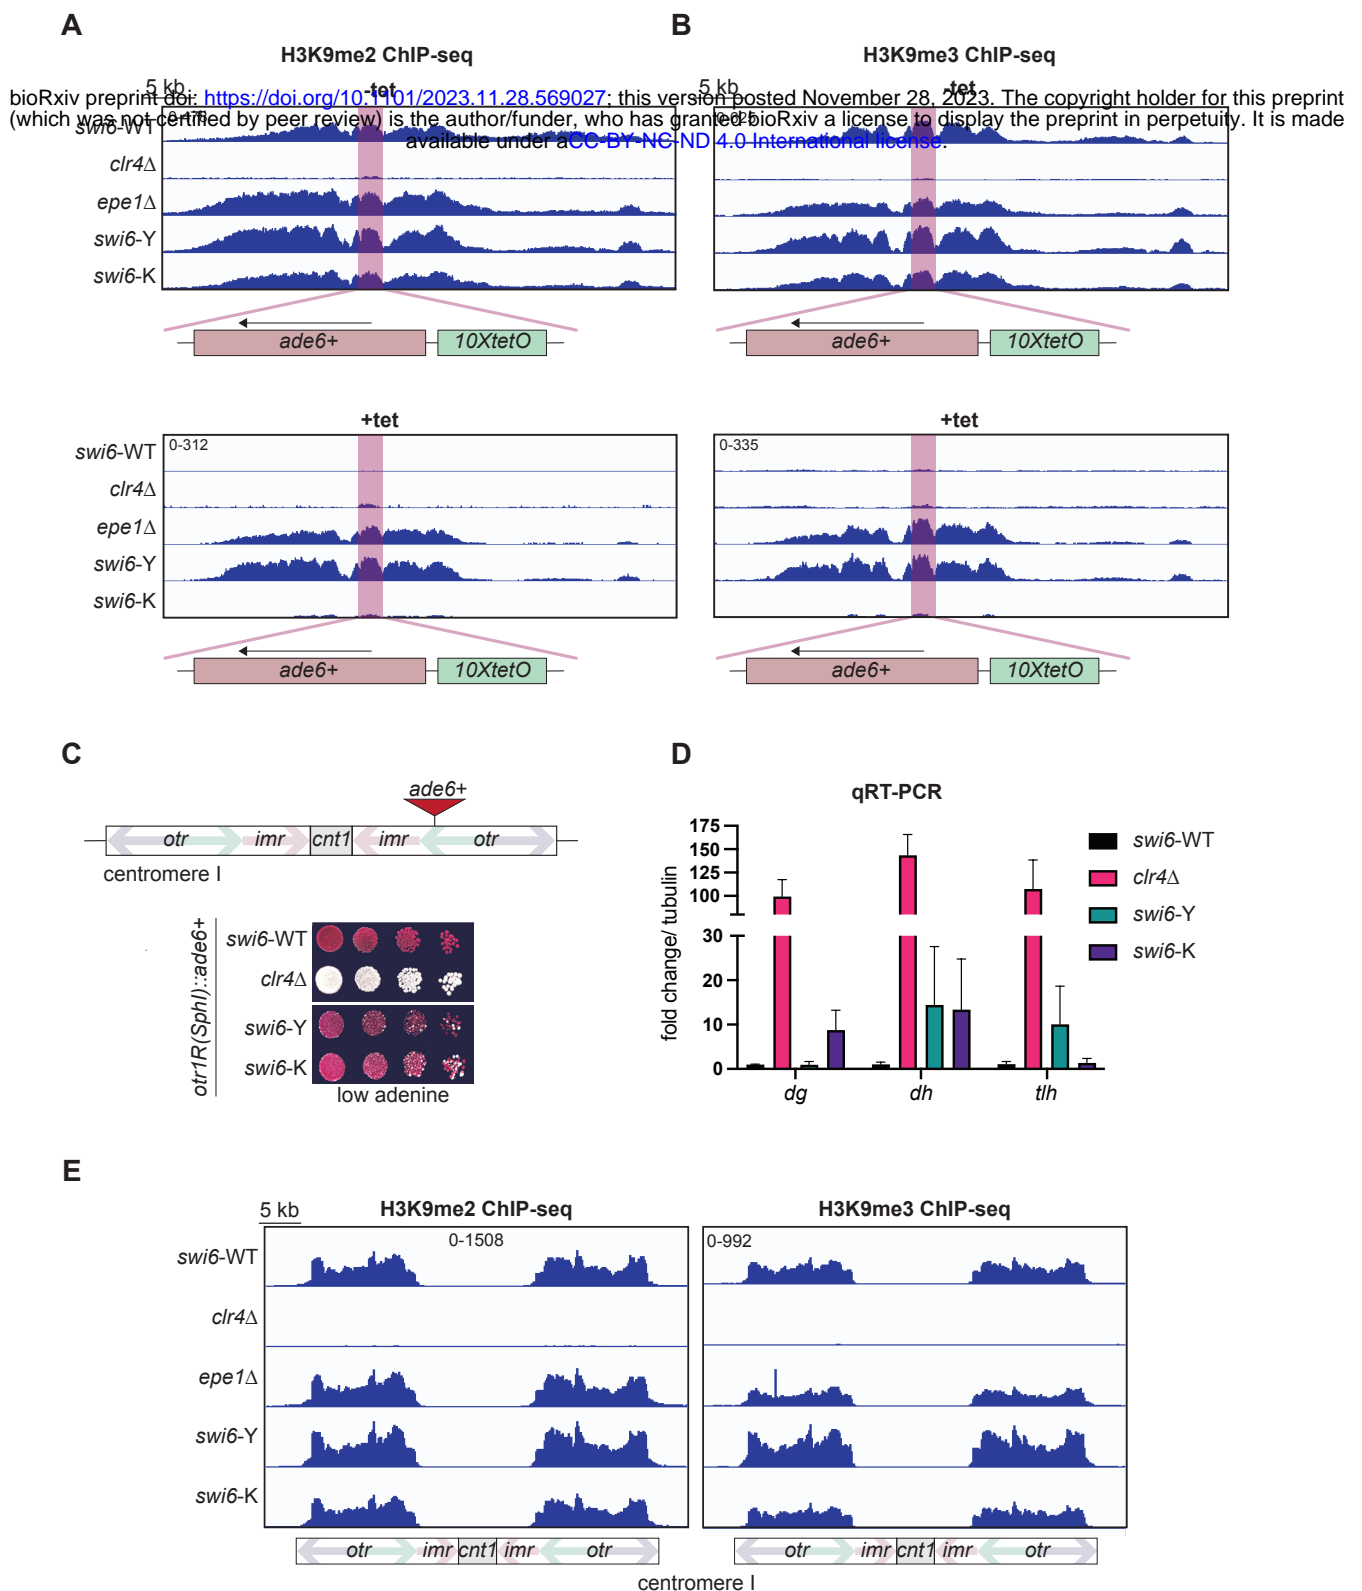 A
B
H3K9me2 ChIP-seq
H3K9me3 ChIP-seq
5 kb
-tet
5 kb
-tet
bioRxiv preprint doi: https://doi.org/10.1101/2023.11.28.569027; this version posted November 28, 2023. The copyright holder for this preprint
(which was not certified by peer review) is the author/funder, who has granted bioRxiv a license to display the preprint in perpetuity. It is made
available under aCC-BY-NC-ND 4.0 International license.
swi6-WT
clr4Δ
epe1Δ
swi6-Y
swi6-K
ade6+
10XtetO
ade6+
10XtetO
+tet
+tet
0-312
0-335
swi6-WT
clr4Δ
epe1Δ
swi6-Y
swi6-K
ade6+
10XtetO
ade6+
10XtetO
C
ade6+
otr
imr
cnt1
imr
otr
centromere I
otr1R(SphI)::ade6+
swi6-WT
clr4Δ
swi6-Y
swi6-K
low adenine
D
qRT-PCR
fold change/ tubulin
175
150
125
100
30
20
10
0
dg
dh
tlh
swi6-WT
clr4Δ
swi6-Y
swi6-K
E
5 kb
H3K9me2 ChIP-seq
H3K9me3 ChIP-seq
0-1508
0-992
swi6-WT
clr4Δ
epe1Δ
swi6-Y
swi6-K
otr
imr
cnt1
imr
otr
otr
imr
cnt1
imr
otr
centromere I